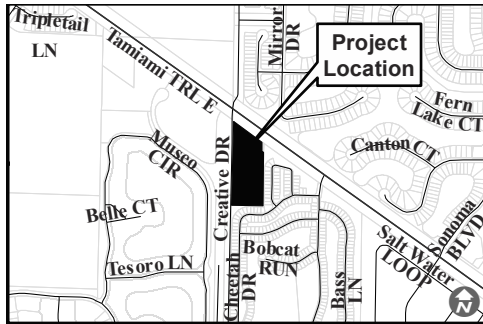 Tripletail
LN
Tamiami TRL E
Mirror
DR
Project
Location
Fern
Lake CT
Canton CT
Museo
CIR
Creative DR
Belle CT
Tesoro LN
Bobcat
RUN
Cheetah
DR
Bass
LN
Salt Water
LOOP
Sonoma
BLVD
N